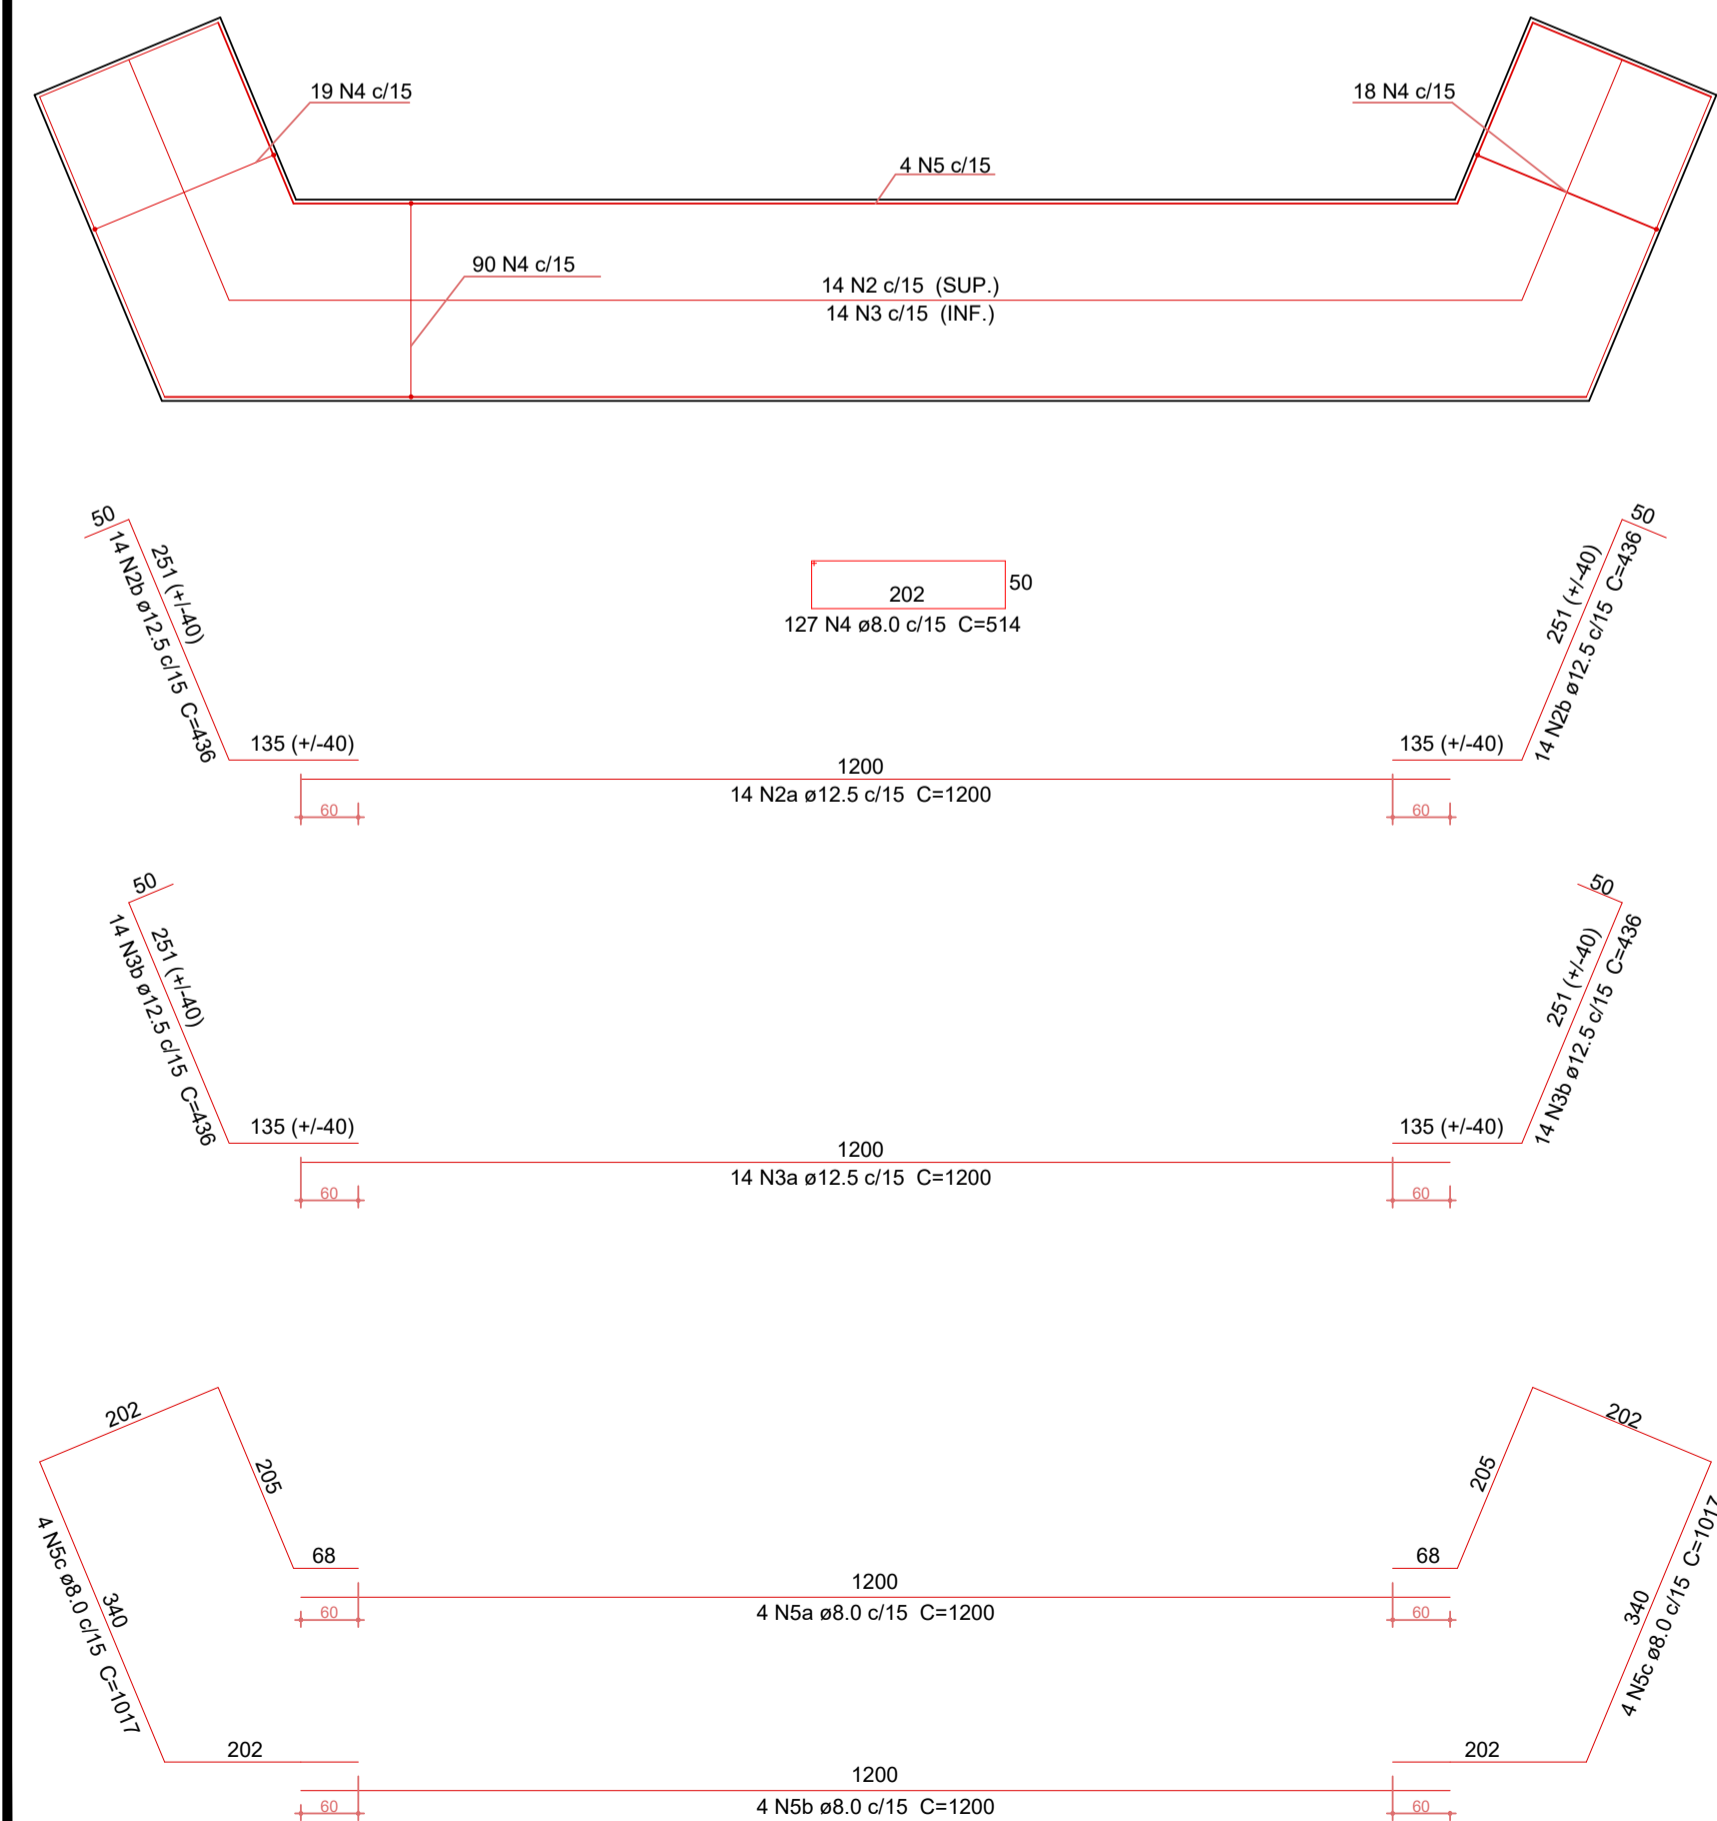 19 N4 c/15
18 N4 c/15
4 N5 c/15
90 N4 c/15
14 N2 c/15  (SUP.)
14 N3 c/15  (INF.)
50
251 (+/-40)
14 N2b ø12.5 c/15  C=436
135 (+/-40)
202
50
127 N4 ø8.0 c/15  C=514
50
251 (+/-40)
14 N2b ø12.5 c/15  C=436
135 (+/-40)
1200
14 N2a ø12.5 c/15  C=1200
60
60
50
251 (+/-40)
14 N3b ø12.5 c/15  C=436
135 (+/-40)
50
251 (+/-40)
14 N3b ø12.5 c/15  C=436
135 (+/-40)
1200
14 N3a ø12.5 c/15  C=1200
60
60
202
205
68
340
4 N5c ø8.0 c/15  C=1017
202
202
205
68
340
4 N5c ø8.0 c/15  C=1017
202
1200
4 N5a ø8.0 c/15  C=1200
60
60
1200
4 N5b ø8.0 c/15  C=1200
60
60